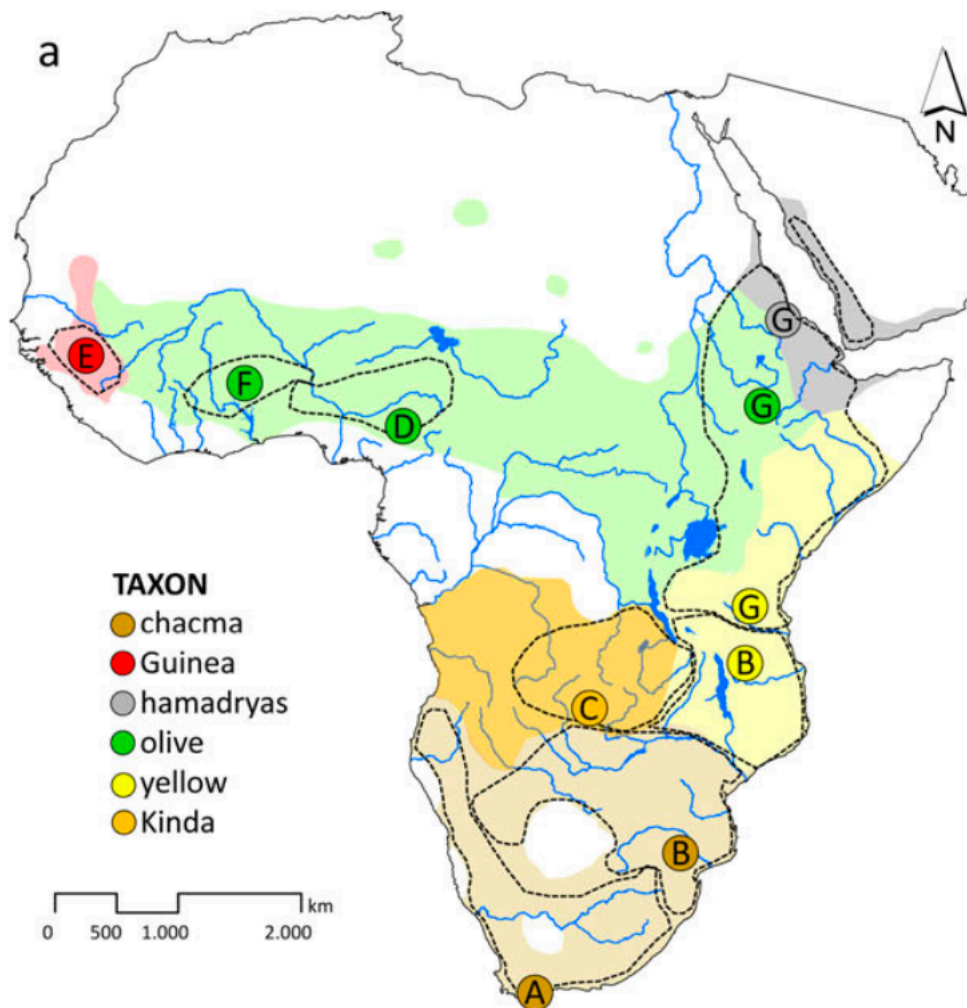 a
N
G
E
F
G
D
TAXON
chacma
Guinea
hamadryas
olive
yellow
Kinda
G
B
C
B
A
km
0 500 1.000 2.000